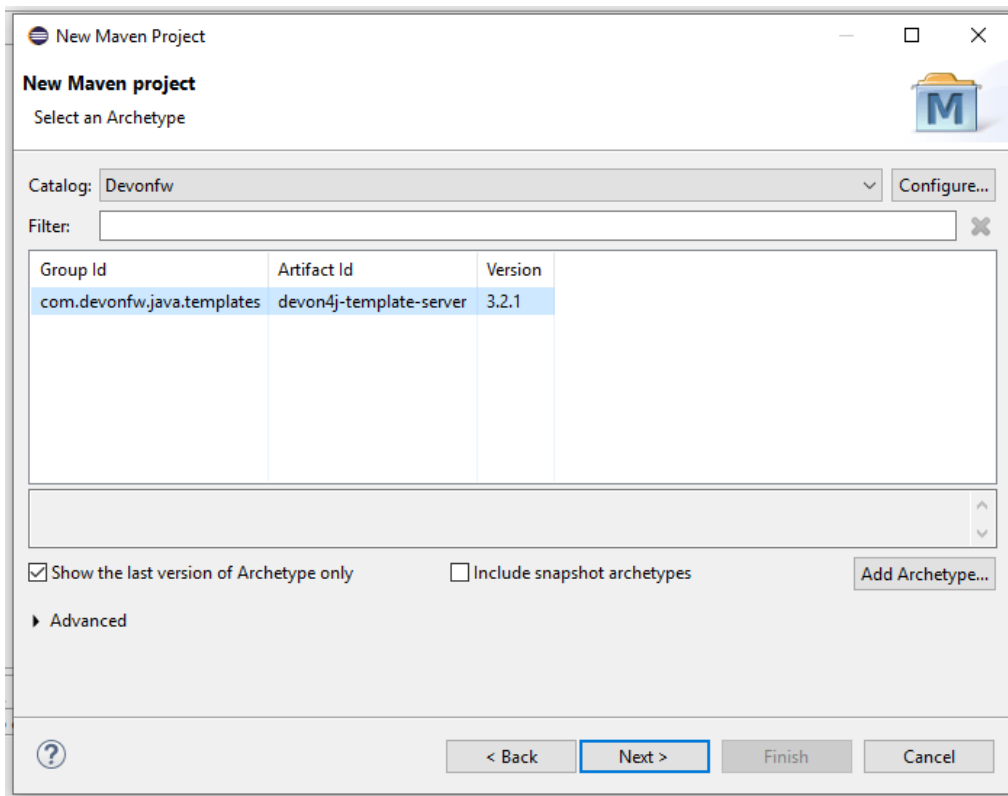 New Maven Project
New Maven project
Select an Archetype
M
Catalog: Devonfw Configure...
Filter:
Group Id Artifact Id Version
com.devonfw.java.templates devon4j-template-server 3.2.1
Show the last version of Archetype only Include snapshot archetypes Add Archetype...
Advanced
? < Back Next > Finish Cancel